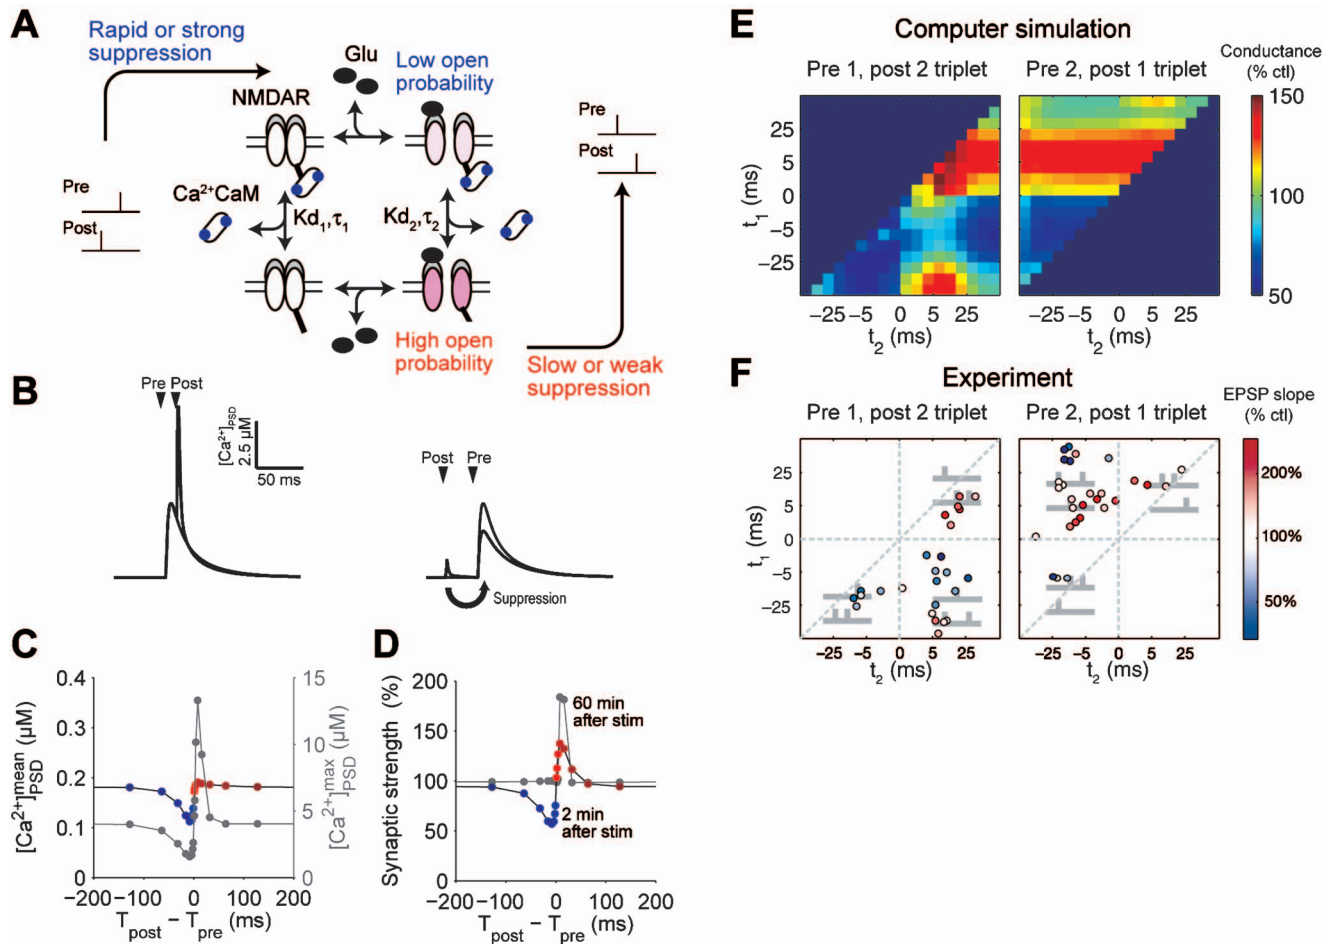 A
Rapid or strong
suppression
Glu
Low open
probability
NMDAR
Pre
Post
Ca²⁺CaM
Kd₁,τ₁
Kd₂,τ₂
Pre
Post
High open
probability
Slow or weak
suppression
B
Pre Post
[Ca²⁺]PSD
2.5 μM
50 ms
Post Pre
Suppression
C
[Ca²⁺]mean PSD (μM)
0.4
0.3
0.2
0.1
0
[Ca²⁺]max PSD (μM)
15
10
5
0
−200 −100 0 100 200
Tpost − Tpre (ms)
D
Synaptic strength (%)
200
150
100
50
0
60 min
after stim
2 min
after stim
−200 −100 0 100 200
Tpost − Tpre (ms)
E
Computer simulation
Pre 1, post 2 triplet
Pre 2, post 1 triplet
Conductance
(% ctl)
150
100
50
t₁ (ms)
25
5
0
−5
−25
−25 −5 0 5 25
t₂ (ms)
−25 −5 0 5 25
t₂ (ms)
F
Experiment
Pre 1, post 2 triplet
Pre 2, post 1 triplet
EPSP slope
(% ctl)
200%
100%
50%
t₁ (ms)
25
5
0
−5
−25
−25 −5 0 5 25
t₂ (ms)
−25 −5 0 5 25
t₂ (ms)